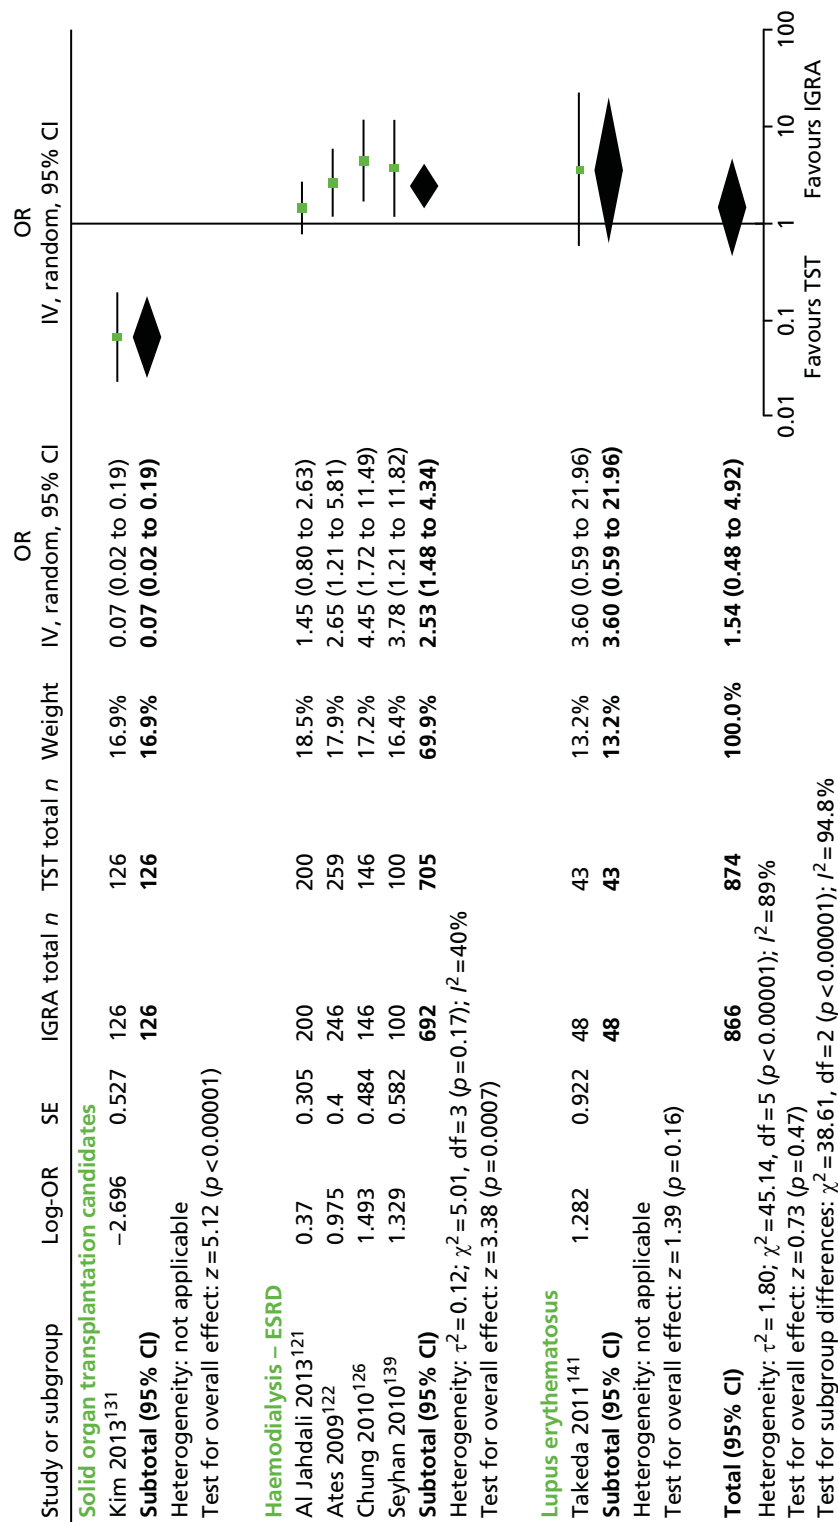 OR OR
Study or subgroup Log-OR SE IGRA total n TST total n Weight IV, random, 95% CI IV, random, 95% CI
Solid organ transplantation candidates
Kim 2013131 −2.696 0.527 126 126 16.9% 0.07 (0.02 to 0.19)
Subtotal (95% CI) 126 126 16.9% 0.07 (0.02 to 0.19)
Heterogeneity: not applicable
Test for overall effect: z=5.12 (p<0.00001)
Haemodialysis – ESRD
Al Jahdali 2013121 0.37 0.305 200 200 18.5% 1.45 (0.80 to 2.63)
Ates 2009122 0.975 0.4 246 259 17.9% 2.65 (1.21 to 5.81)
Chung 2010126 1.493 0.484 146 146 17.2% 4.45 (1.72 to 11.49)
Seyhan 2010139 1.329 0.582 100 100 16.4% 3.78 (1.21 to 11.82)
Subtotal (95% CI) 692 705 69.9% 2.53 (1.48 to 4.34)
Heterogeneity: τ2=0.12; χ2=5.01, df=3 (p=0.17); I2=40%
Test for overall effect: z=3.38 (p=0.0007)
Lupus erythematosus
Takeda 2011141 1.282 0.922 48 43 13.2% 3.60 (0.59 to 21.96)
Subtotal (95% CI) 48 43 13.2% 3.60 (0.59 to 21.96)
Heterogeneity: not applicable
Test for overall effect: z=1.39 (p=0.16)
Total (95% CI) 866 874 100.0% 1.54 (0.48 to 4.92)
Heterogeneity: τ2=1.80; χ2=45.14, df=5 (p<0.00001); I2=89%
Test for overall effect: z=0.73 (p=0.47)
Test for subgroup differences: χ2=38.61, df=2 (p<0.00001); I2=94.8%
0.01 0.1 1 10 100
Favours TST Favours IGRA